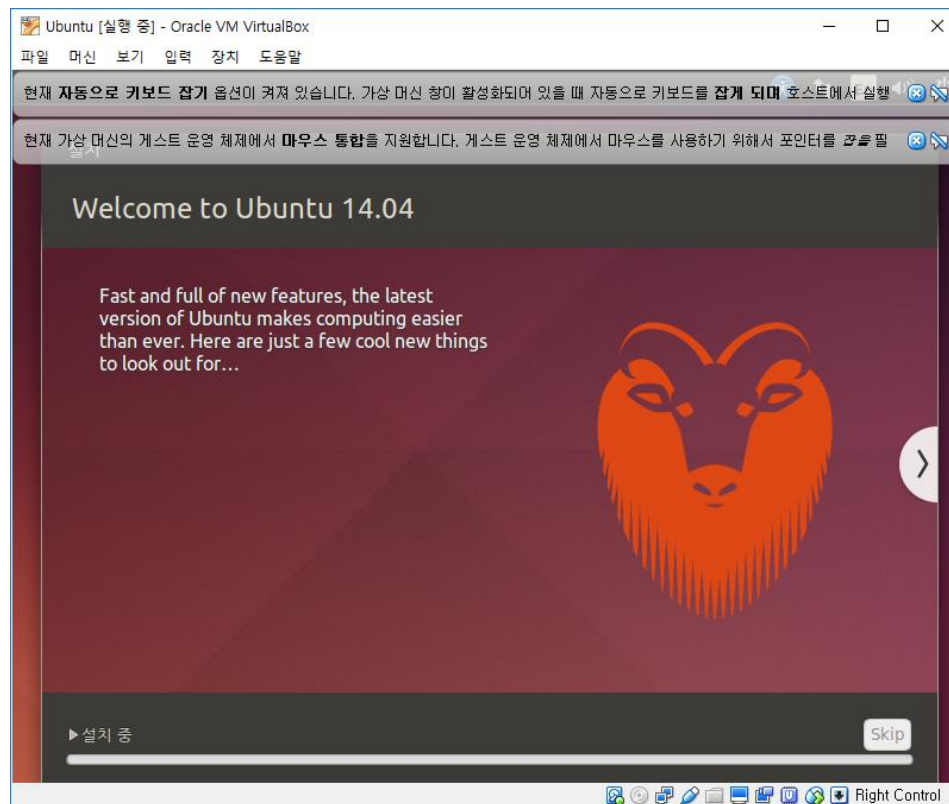 Ubuntu [실행 중] - Oracle VM VirtualBox
파일 머신 보기 입력 장치 도움말
현재 자동으로 키보드 잡기 옵션이 켜져 있습니다. 가상 머신 창이 활성화되어 있을 때 자동으로 키보드를 잡게 되며 호스트에서 실행
현재 가상 머신의 게스트 운영 체제에서 마우스 통합을 지원합니다. 게스트 운영 체제에서 마우스를 사용하기 위해서 포인터를 잡을 필
설치
Welcome to Ubuntu 14.04
Fast and full of new features, the latest
version of Ubuntu makes computing easier
than ever. Here are just a few cool new things
to look out for...
설치 중
Skip
Right Control